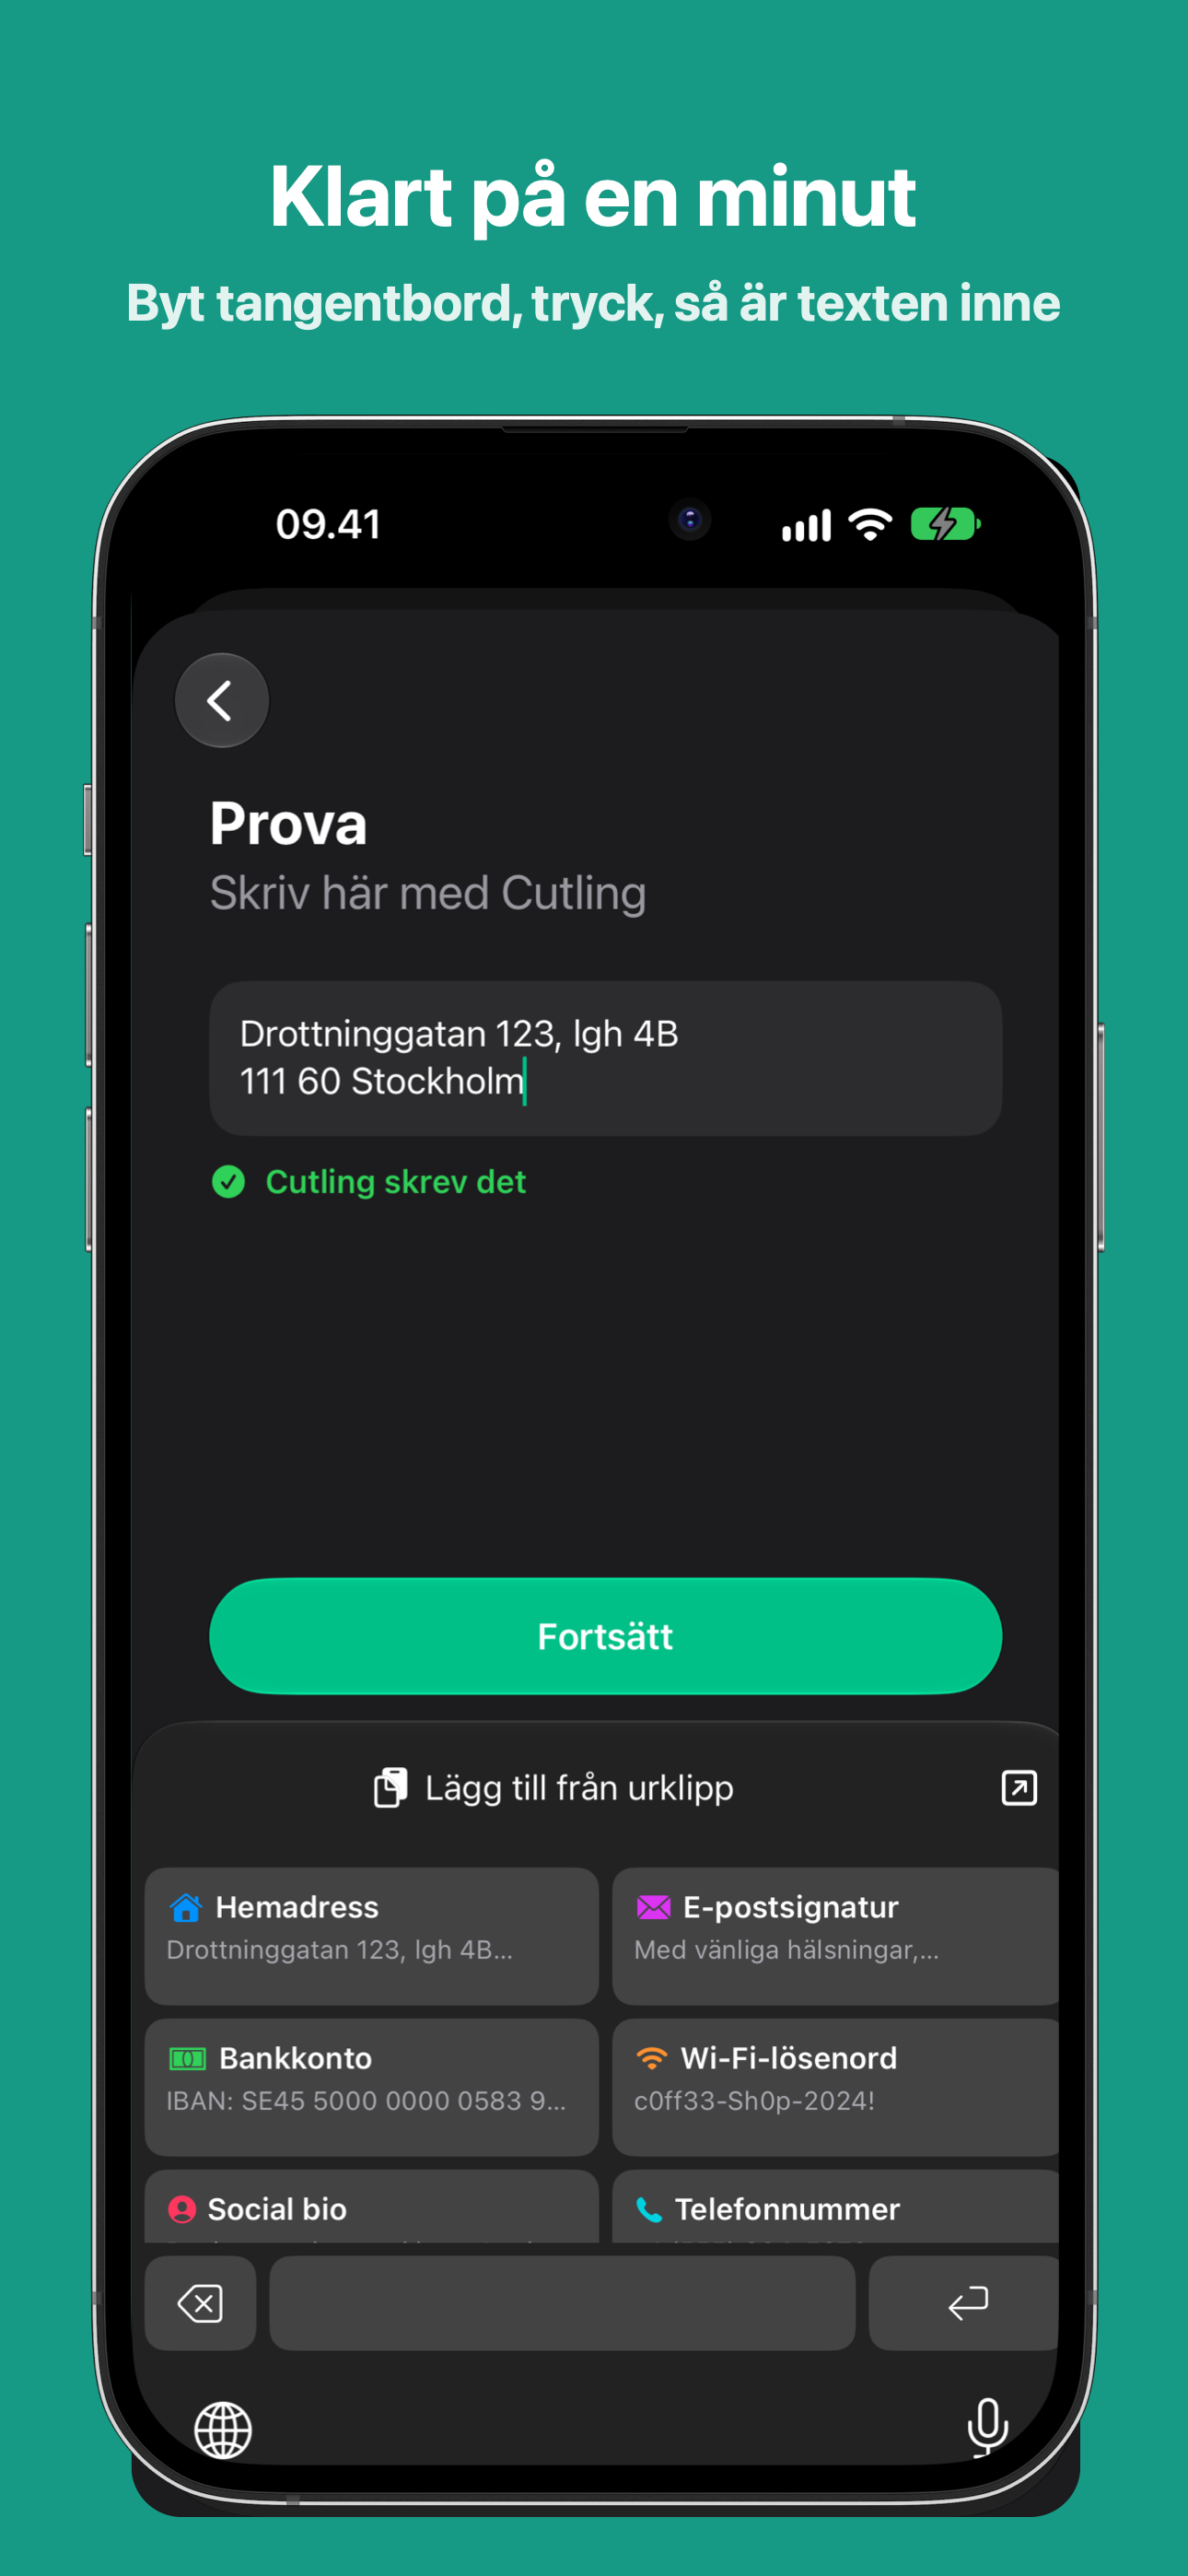 Klart på en minut
Byt tangentbord, tryck, så är texten inne
09.41
Prova
Skriv här med Cutling
Drottninggatan 123, lgh 4B
111 60 Stockholm
Cutling skrev det
Fortsätt
Lägg till från urklipp
Hemadress
Drottninggatan 123, lgh 4B...
E-postsignatur
Med vänliga hälsningar,...
Bankkonto
IBAN: SE45 5000 0000 0583 9...
Wi-Fi-lösenord
c0ff33-Sh0p-2024!
Social bio
Telefonnummer